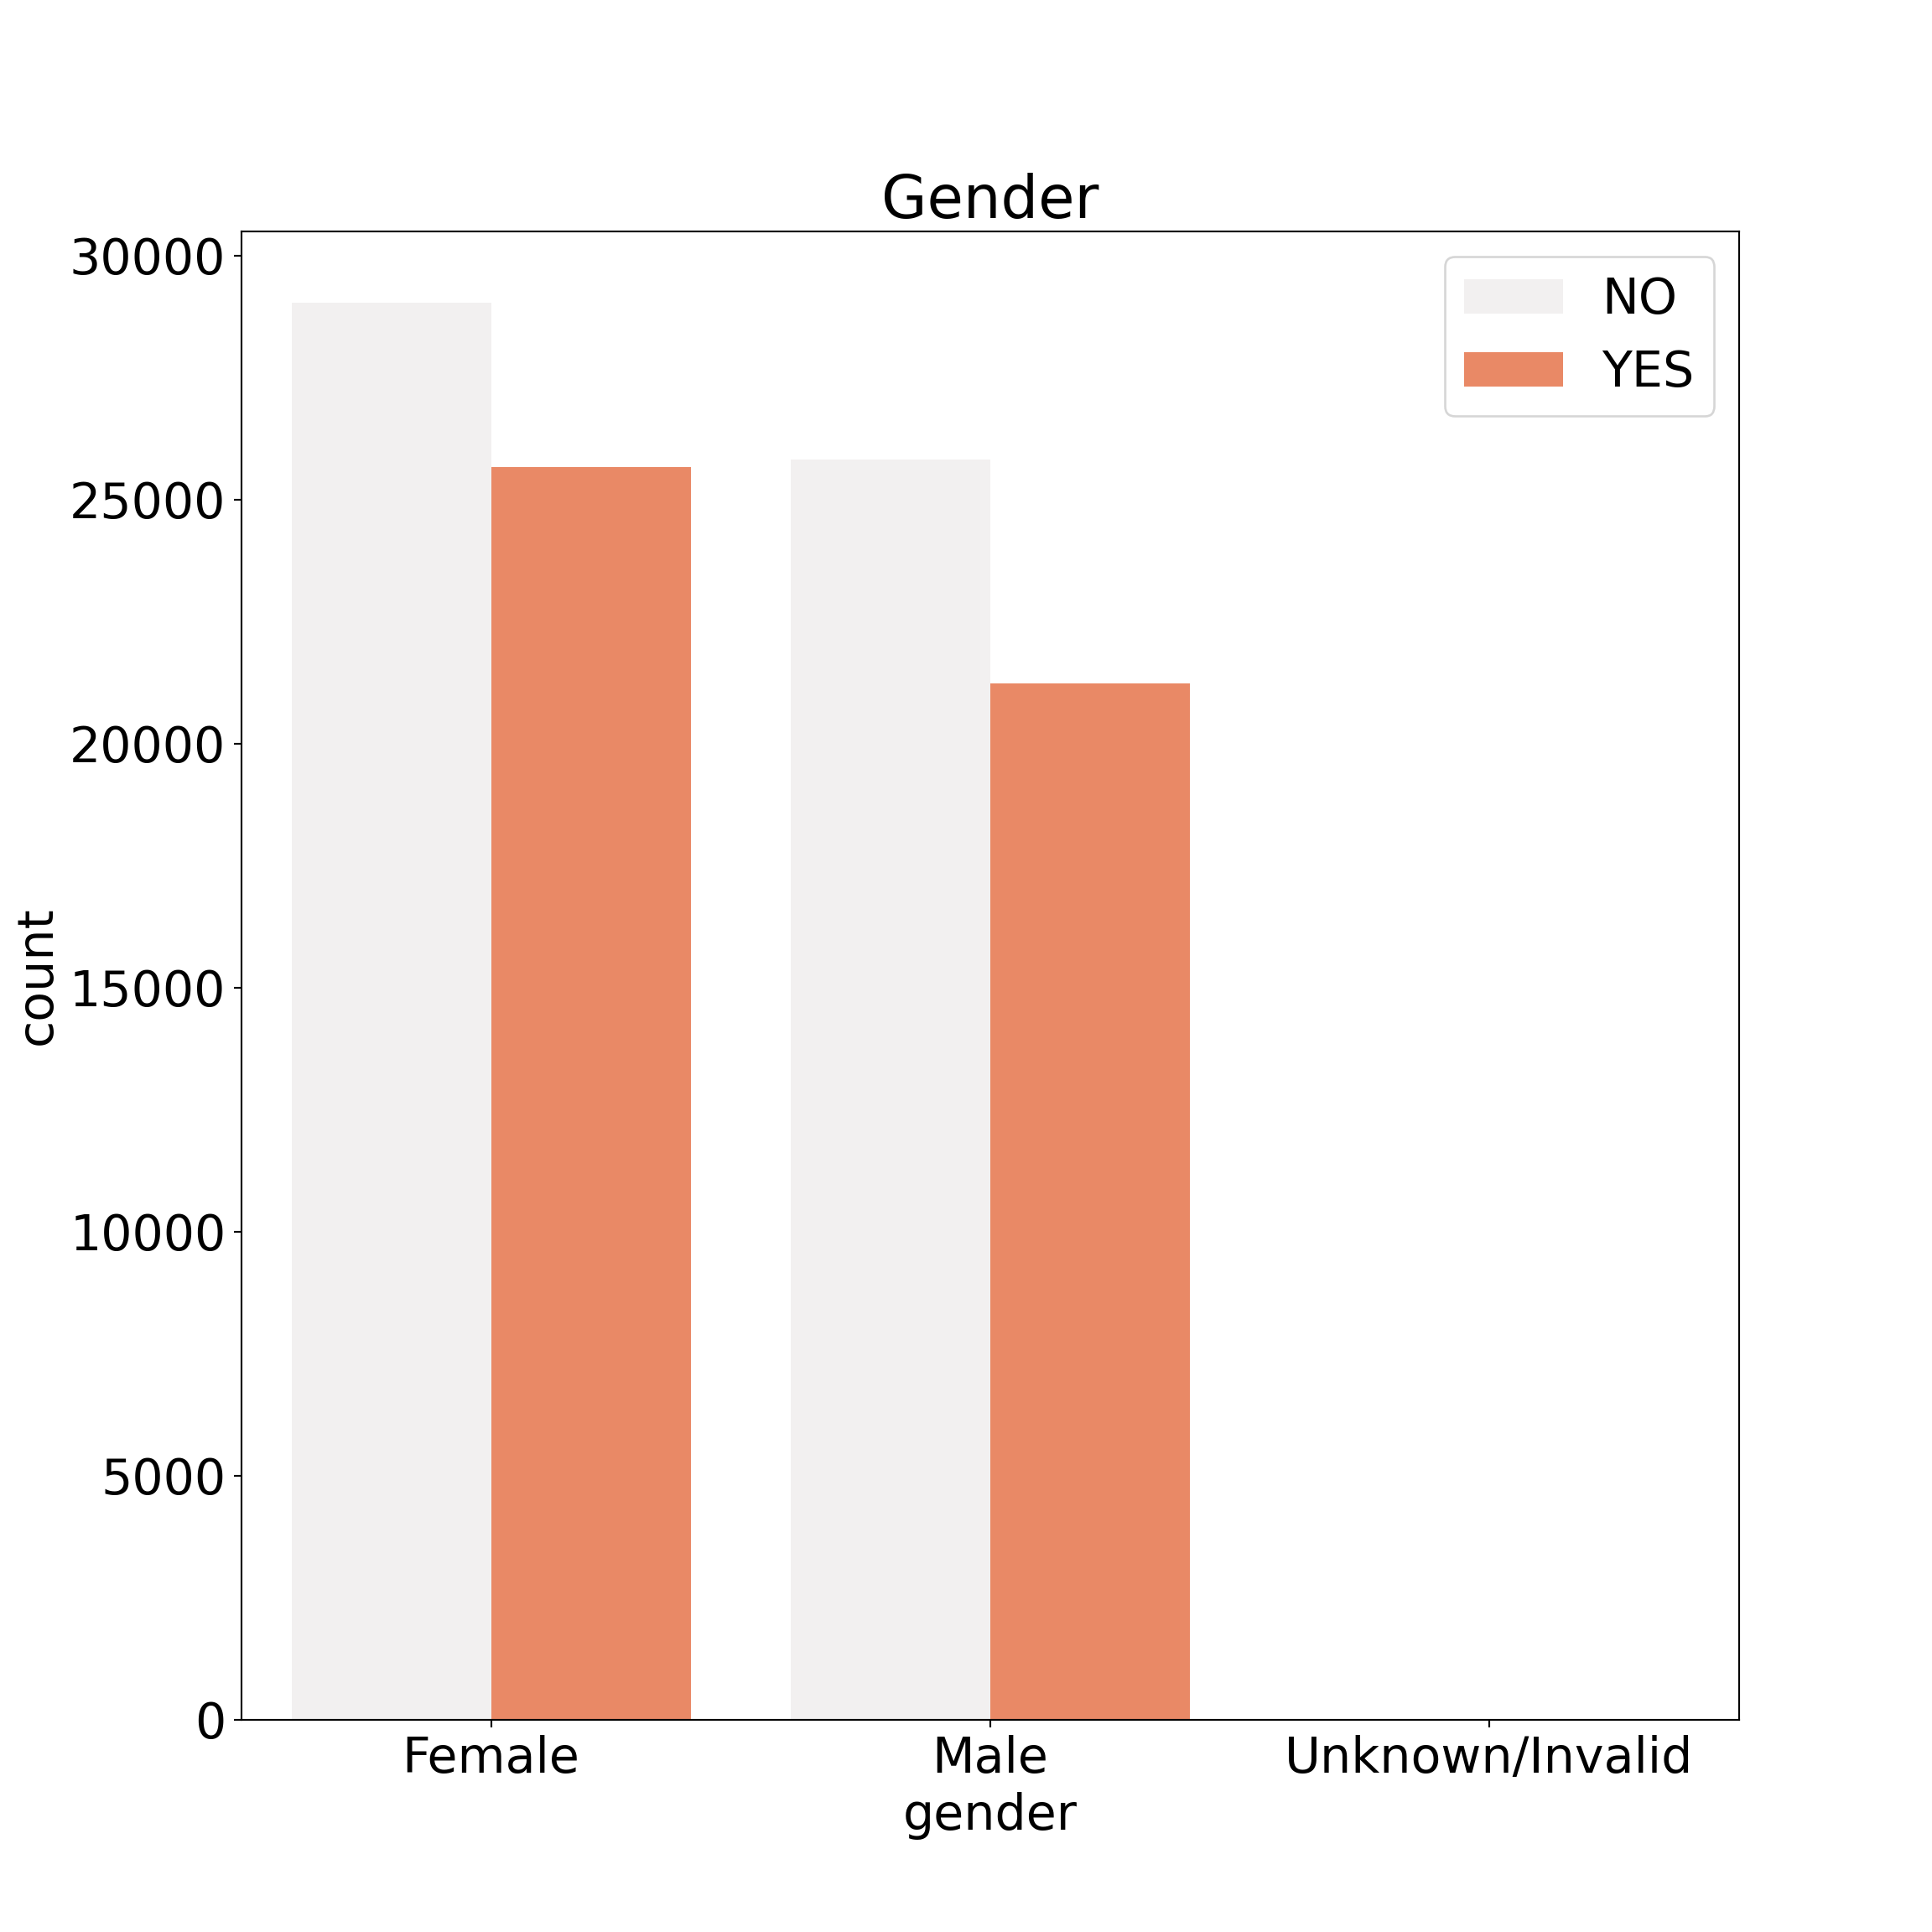 Gender
30000
25000
20000
15000
10000
5000
0
count
NO
YES
Female Male Unknown/Invalid
gender